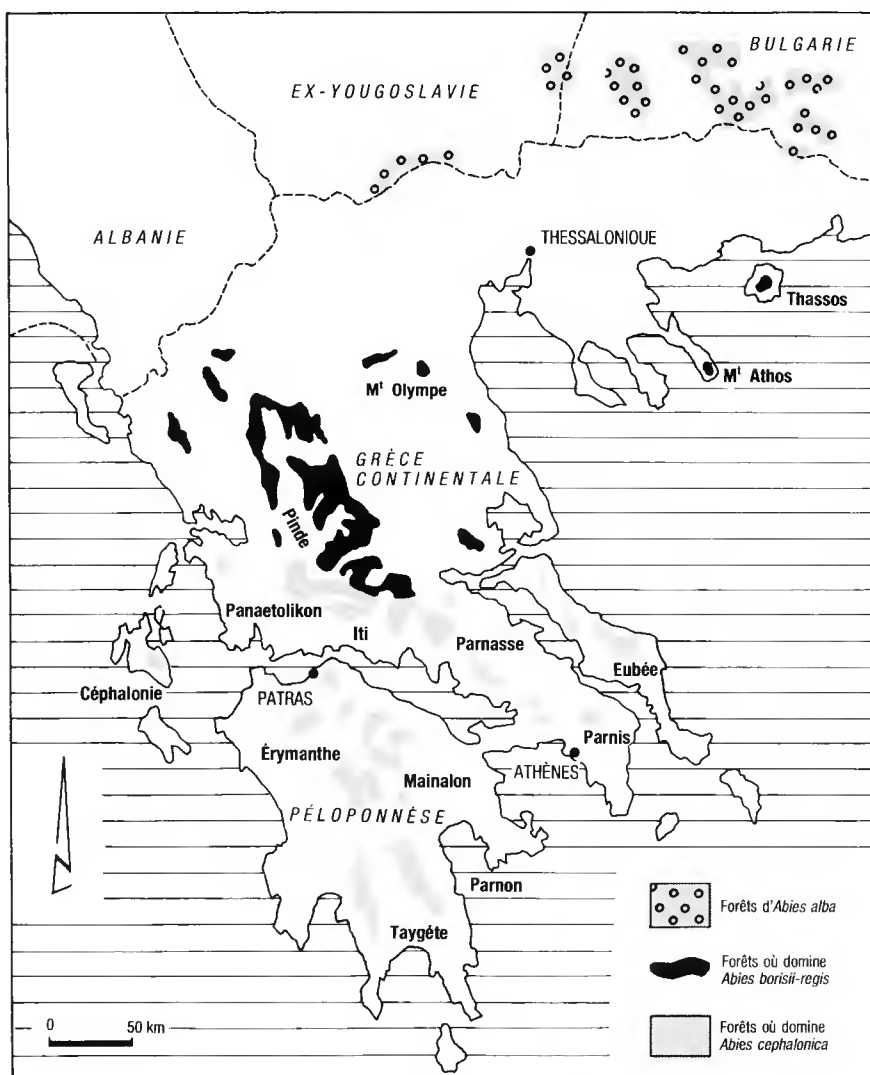 BULGARIE
EX-YOUGOSLAVIE
ALBANIE
THESSALONIQUE
Thassos
Mt Athos
Mt Olympe
GRÈCE
CONTINENTALE
Pinde
Panaetolikon
Iti
Parnasse
Eubée
Céphalonie
PATRAS
Parnis
Érymanthe
ATHÈNES
Mainalon
PÉLOPONNÈSE
Parnon
Taygéte
Forêts d'Abies alba
Forêts où domine
Abies borisii-regis
Forêts où domine
Abies cephalonica
0 50 km